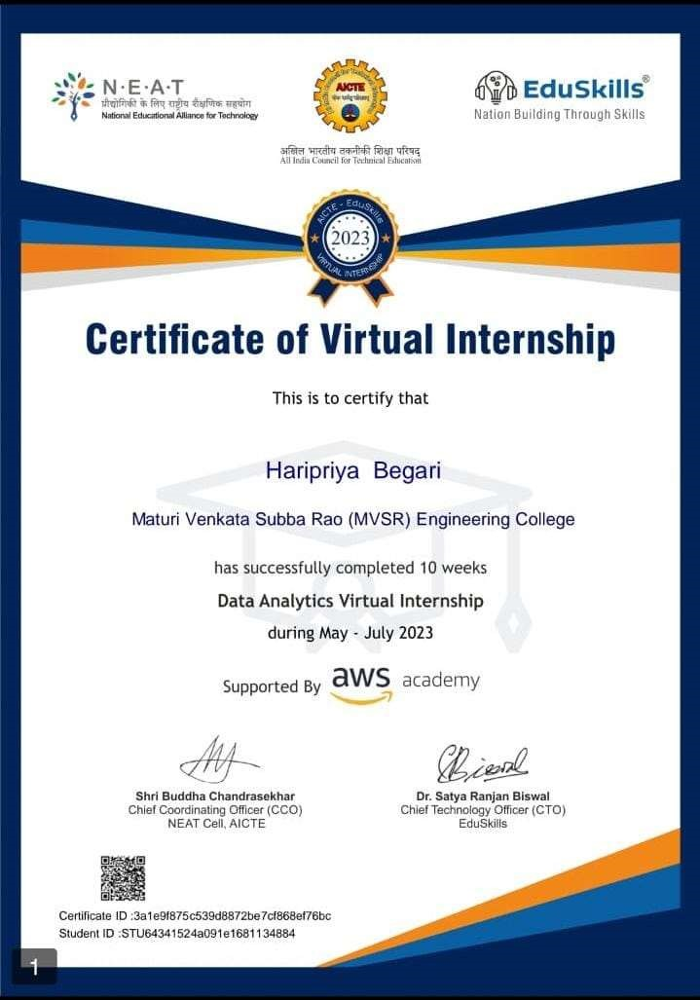 N·E·A·T
प्रौद्योगिकी के लिए राष्ट्रीय शैक्षणिक सहयोग
National Educational Alliance for Technology
AICTE
EduSkills®
Nation Building Through Skills
अखिल भारतीय तकनीकी शिक्षा परिषद्
All India Council for Technical Education
AICTE - EduSkills
2023
VIRTUAL INTERNSHIP
Certificate of Virtual Internship
This is to certify that
Haripriya Begari
Maturi Venkata Subba Rao (MVSR) Engineering College
has successfully completed 10 weeks
Data Analytics Virtual Internship
during May - July 2023
Supported By aws academy
Shri Buddha Chandrasekhar
Chief Coordinating Officer (CCO)
NEAT Cell, AICTE
Dr. Satya Ranjan Biswal
Chief Technology Officer (CTO)
EduSkills
Certificate ID :3a1e9f875c539d8872be7cf868ef76bc
Student ID :STU64341524a091e1681134884
1